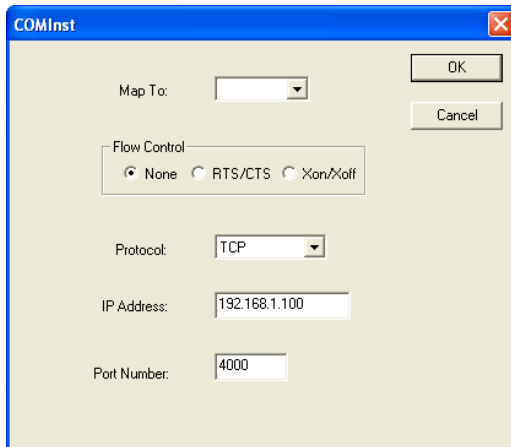 COMInst
OK
Map To:
Cancel
Flow Control
None RTS/CTS Xon/Xoff
Protocol: TCP
IP Address: 192.168.1.100
Port Number: 4000